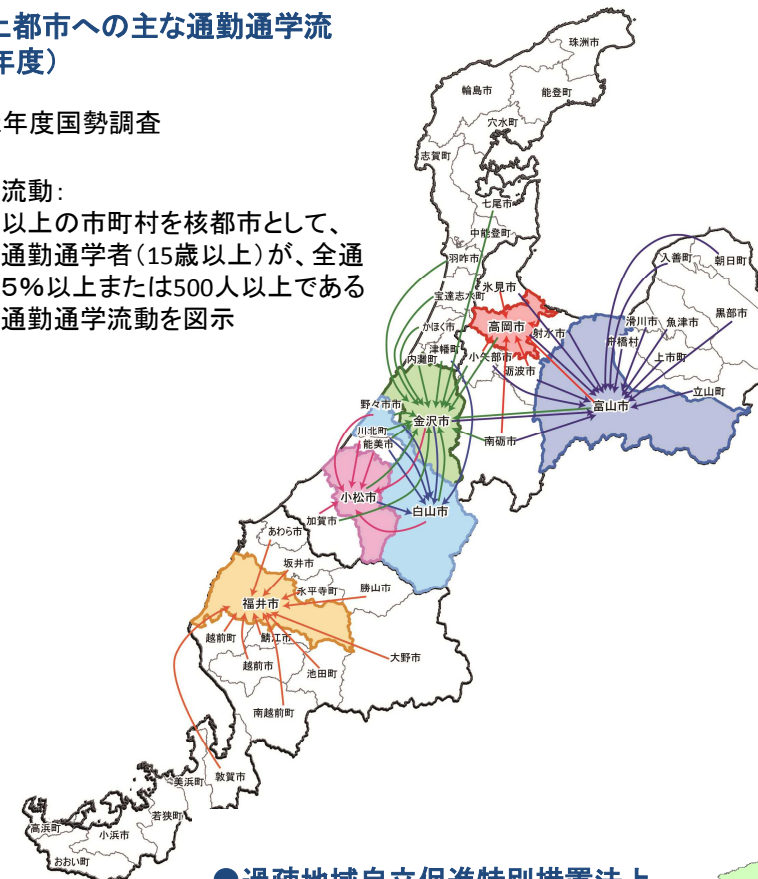 上都市への主な通勤通学流
年度）
年度国勢調査
流動：
以上の市町村を核都市として、
通勤通学者（15歳以上）が、全通
5%以上または500人以上である
通勤通学流動を図示
珠洲市
輪島市
能登町
穴水町
志賀町
七尾市
中能登町
羽咋市
入善町
朝日町
氷見市
宝達志水町
黒部市
かほく市
高岡市
射水市
滑川市
魚津市
舟橋村
津幡町
内灘町
小矢部市
上市町
砺波市
立山町
野々市市
富山市
金沢市
川北町
能美市
南砺市
小松市
白山市
加賀市
あわら市
坂井市
永平寺町
勝山市
福井市
越前町
鯖江市
大野市
越前市
池田町
南越前町
敦賀市
美浜町
若狭町
高浜町
小浜市
おおい町
●過疎地域自立促進特別措置法上